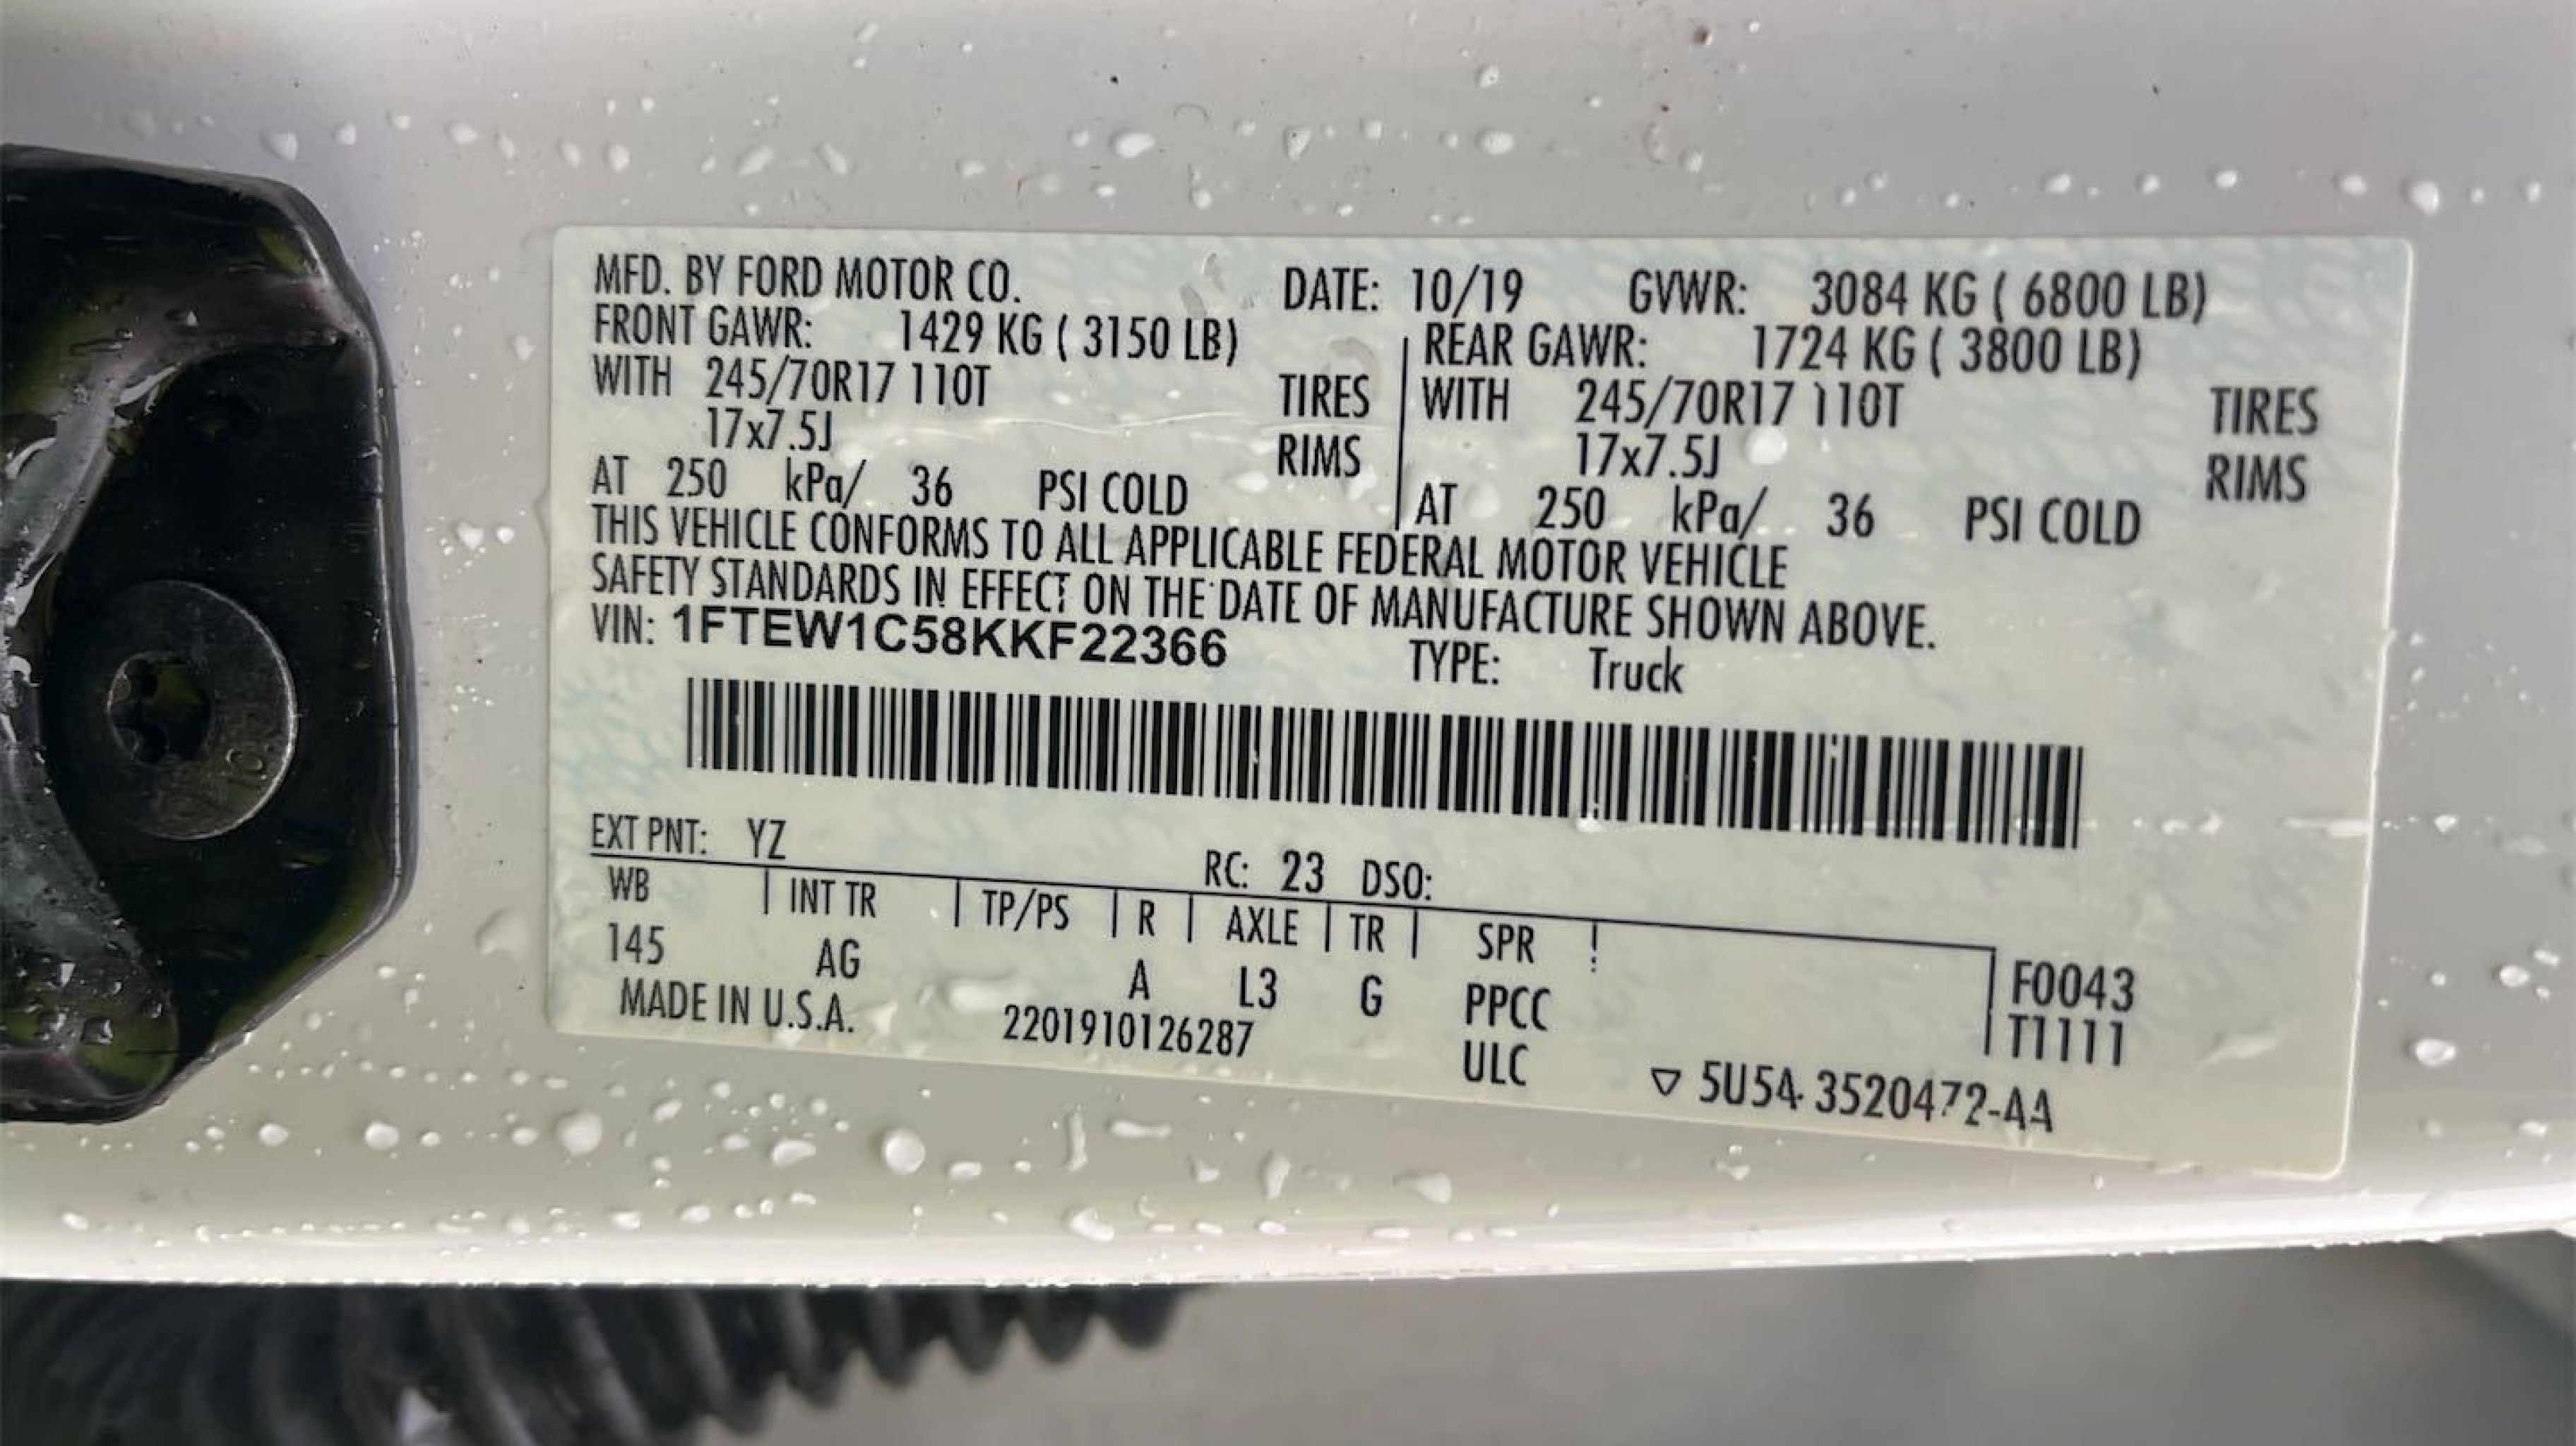 MFD. BY FORD MOTOR CO. DATE: 10/19 GVWR: 3084 KG ( 6800 LB)
FRONT GAWR: 1429 KG ( 3150 LB) REAR GAWR: 1724 KG ( 3800 LB)
WITH 245/70R17 110T TIRES WITH 245/70R17 110T TIRES
17x7.5J RIMS 17x7.5J RIMS
AT 250 kPa/ 36 PSI COLD AT 250 kPa/ 36 PSI COLD
THIS VEHICLE CONFORMS TO ALL APPLICABLE FEDERAL MOTOR VEHICLE
SAFETY STANDARDS IN EFFECT ON THE DATE OF MANUFACTURE SHOWN ABOVE.
VIN: 1FTEW1C58KKF22366 TYPE: Truck
EXT PNT: YZ RC: 23 DSO:
WB | INT TR | TP/PS | R | AXLE | TR | SPR
145 AG A L3 G PPCC F0043
MADE IN U.S.A. 2201910126287 ULC T1111
▽ 5U5A-3520472-AA